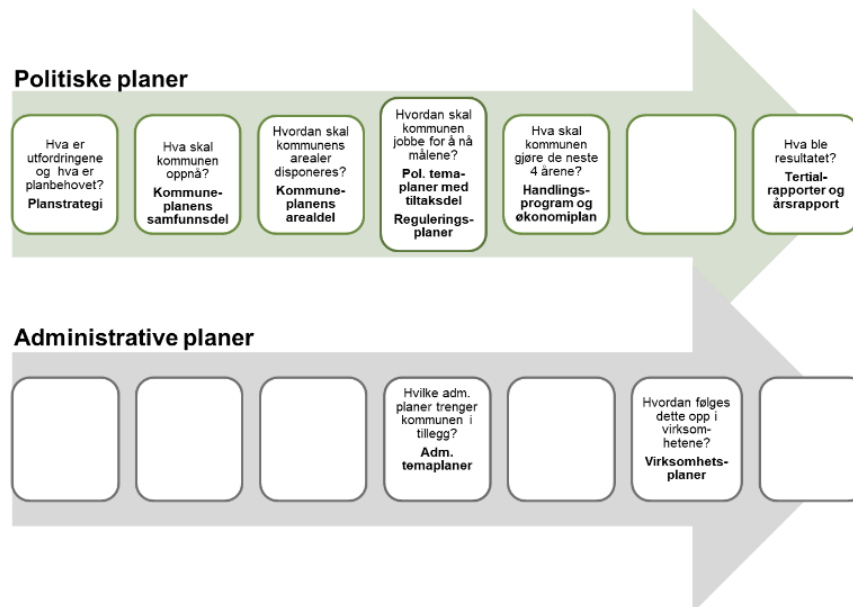 Politiske planer
Hva er
utfordringene
og hva er
planbehovet?
Planstrategi
Hva skal
kommunen
oppnå?
Kommune-
planens
samfunnsdel
Hvordan skal
kommunens
arealer
disponeres?
Kommune-
planens
arealdel
Hvordan skal
kommunen
jobbe for å nå
målene?
Pol. tema-
planer med
tiltaksdel
Regulerings-
planer
Hva skal
kommunen
gjøre de neste
4 årene?
Handlings-
program og
økonomiplan
Hva ble
resultatet?
Tertial-
rapporter og
årsrapport
Administrative planer
Hvilke adm.
planer trenger
kommunen i
tillegg?
Adm.
temaplaner
Hvordan følges
dette opp i
virksom-
hetene?
Virksomhets-
planer